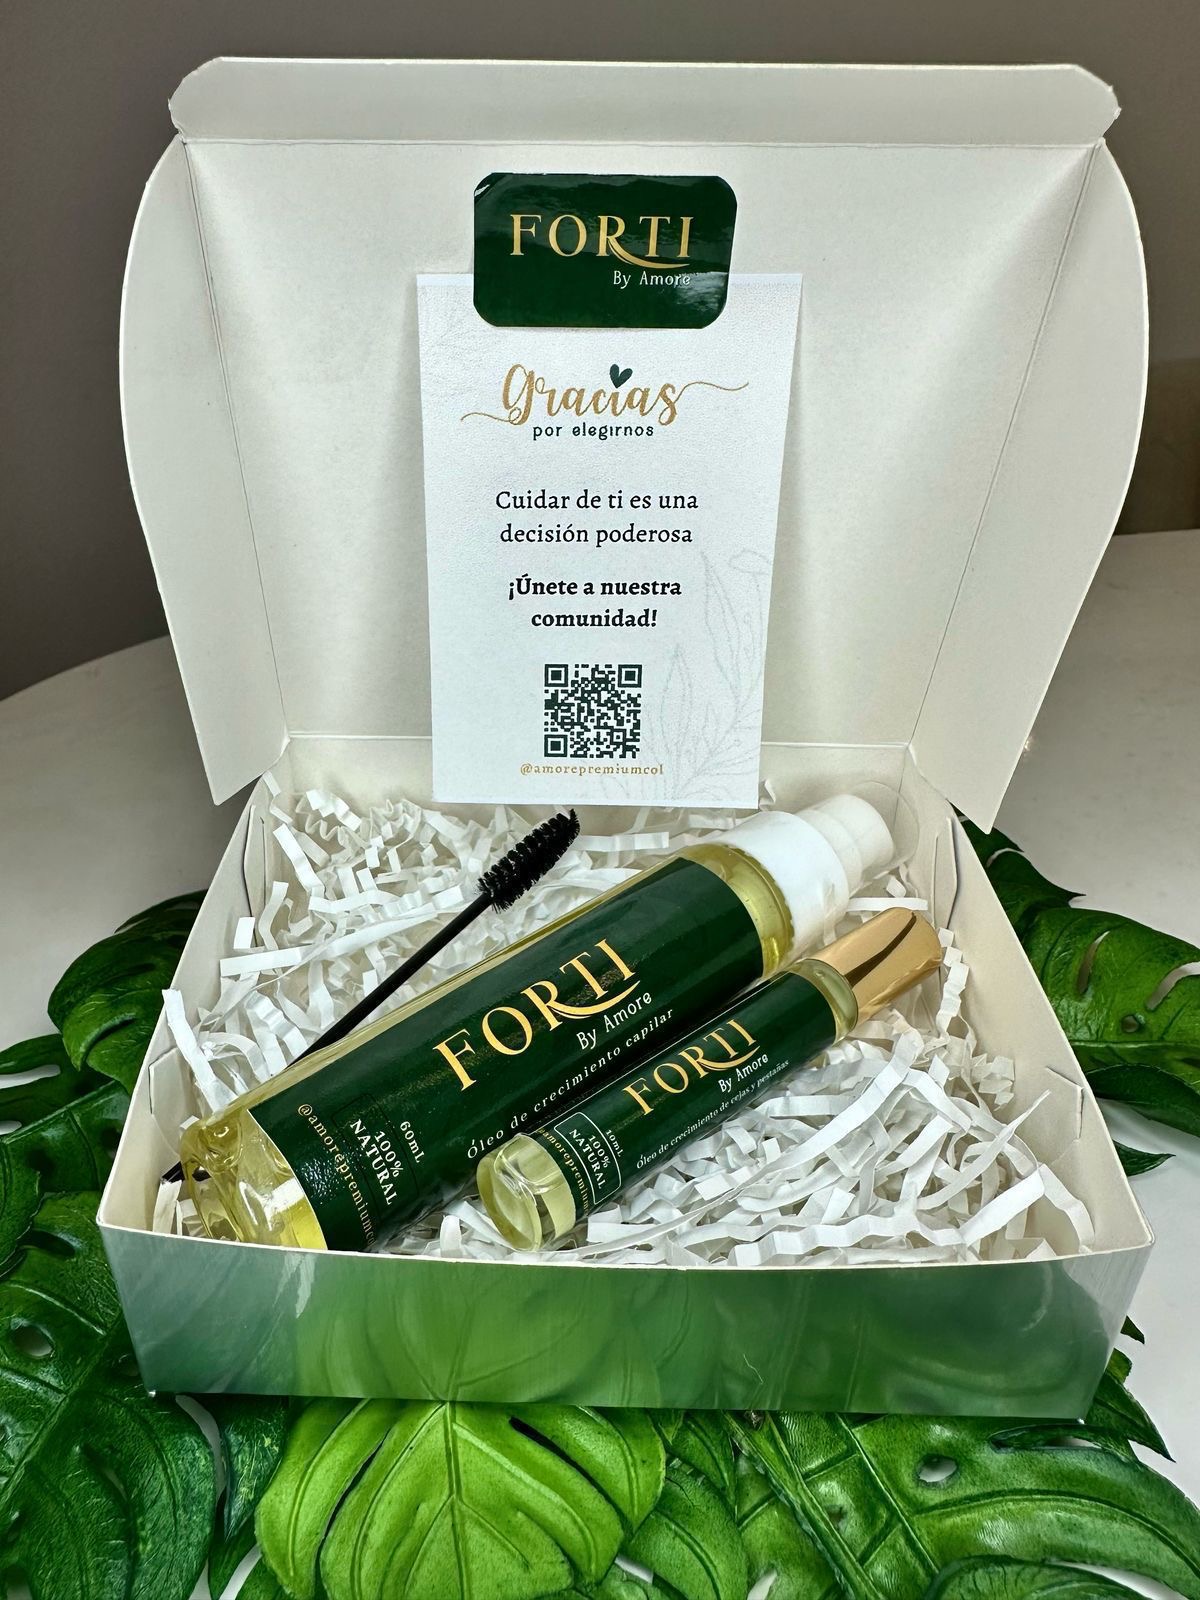 FORTI
By Amore
gracias
por elegirnos
Cuidar de ti es una
decisión poderosa
¡Únete a nuestra
comunidad!
@amorepremiumcol
FORTI
By Amore
Óleo de crecimiento capilar
60mL
100%
NATURAL
@amorepremiumcol
FORTI
By Amore
Óleo de crecimiento de cejas y pestañas
10mL
100%
NATURAL
@amorepremium